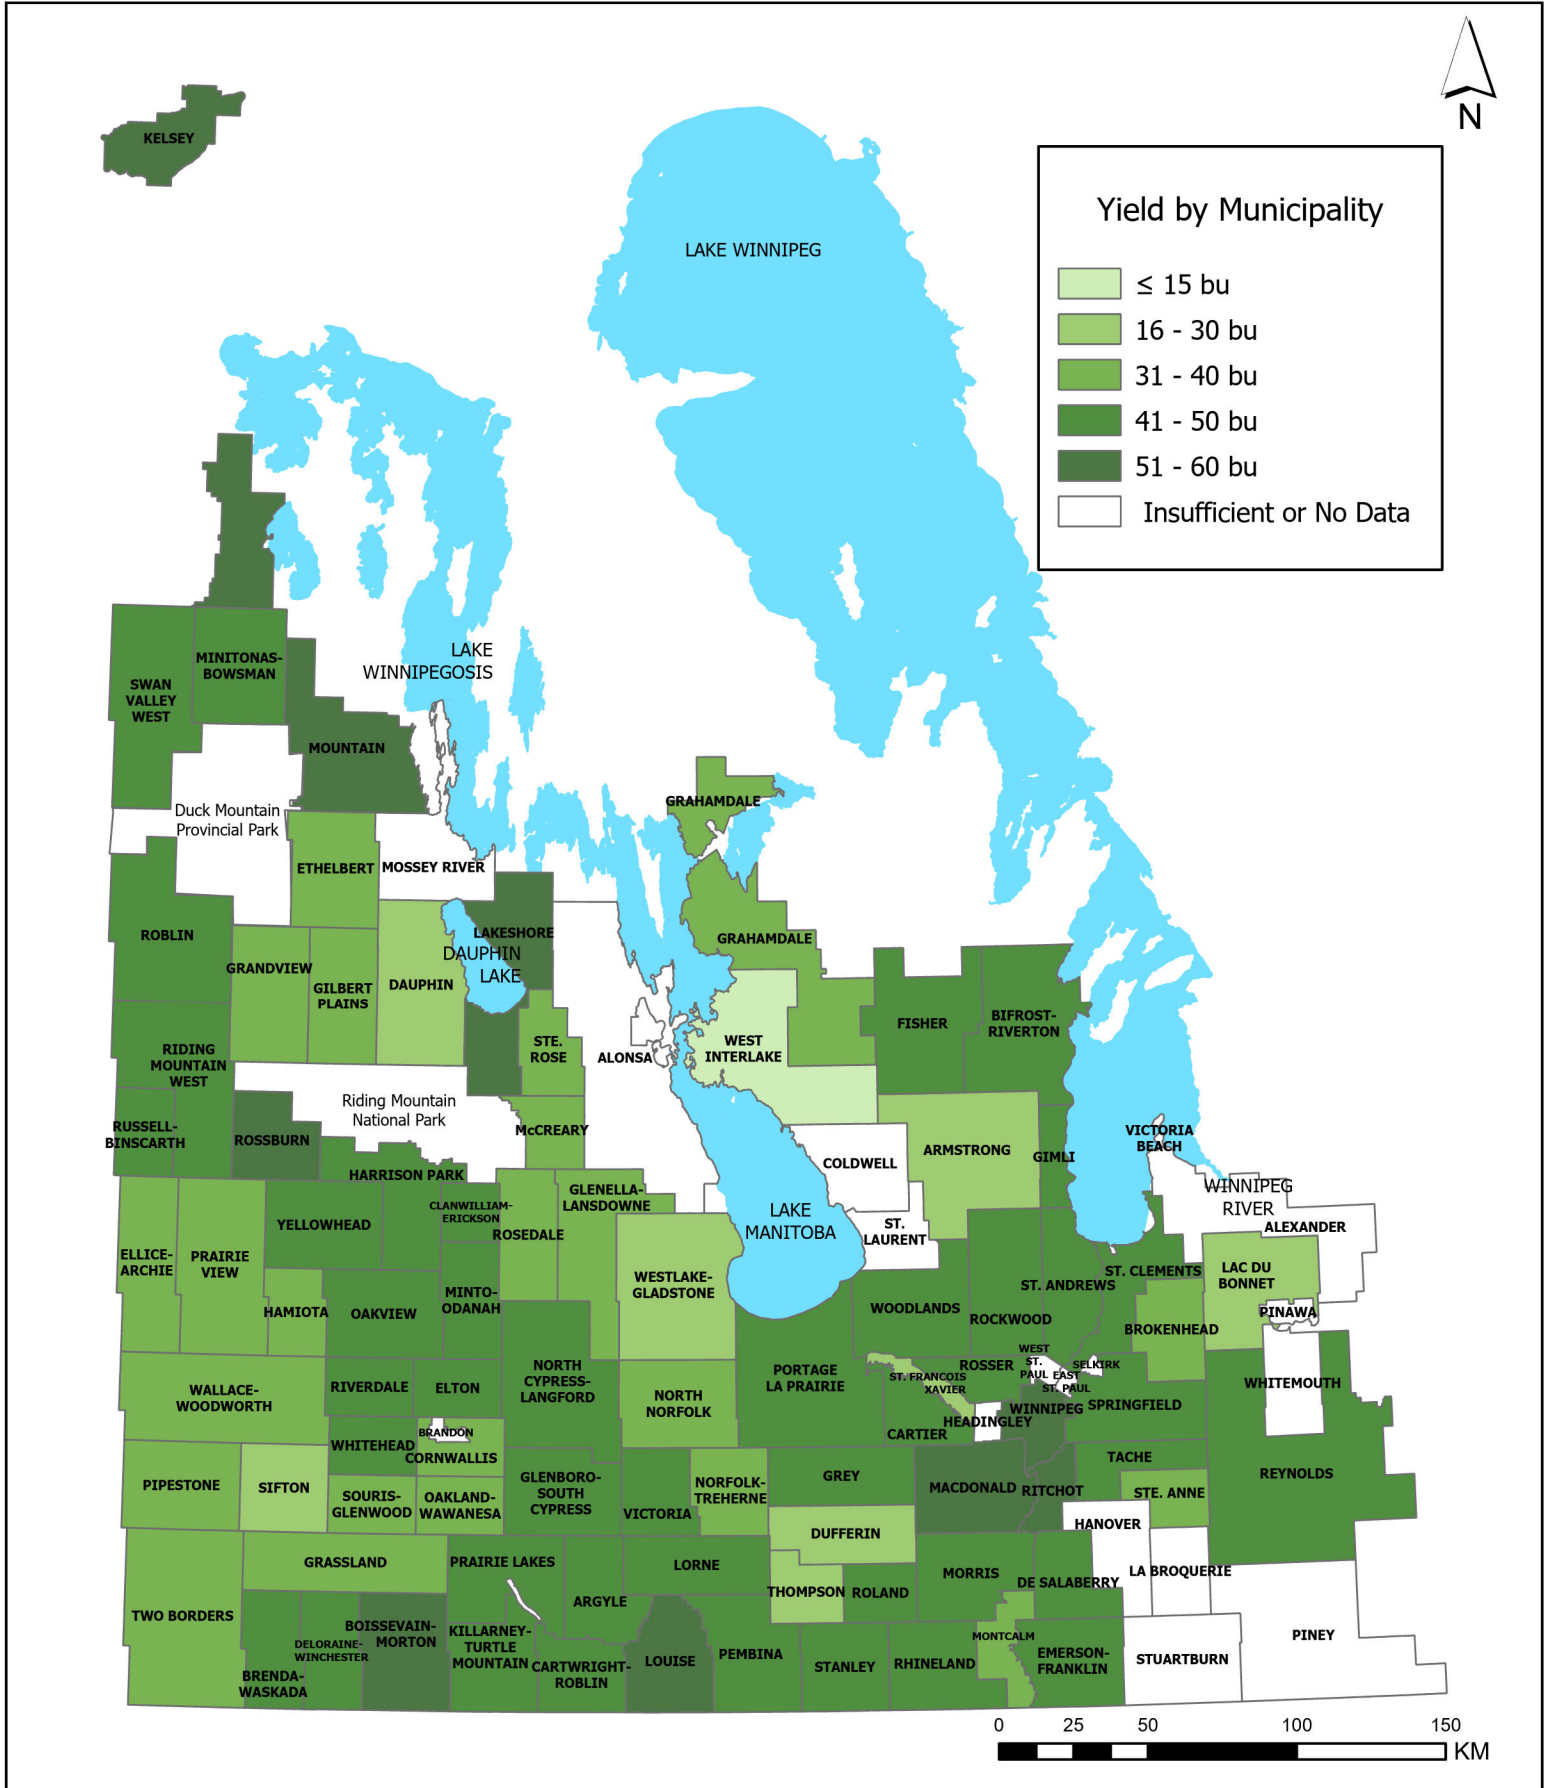 N
KELSEY
LAKE WINNIPEG
Yield by Municipality
≤ 15 bu
16 - 30 bu
31 - 40 bu
41 - 50 bu
51 - 60 bu
Insufficient or No Data
LAKE
WINNIPEGOSIS
MINITONAS-
BOWSMAN
SWAN
VALLEY
WEST
MOUNTAIN
Duck Mountain
Provincial Park
GRAHAMDALE
ETHELBERT
MOSSEY RIVER
ROBLIN
LAKESHORE
DAUPHIN
LAKE
GRAHAMDALE
GRANDVIEW
GILBERT
PLAINS
DAUPHIN
FISHER
BIFROST-
RIVERTON
STE.
ROSE
ALONSA
WEST
INTERLAKE
RIDING
MOUNTAIN
WEST
Riding Mountain
National Park
RUSSELL-
BINSCARTH
ROSSBURN
McCREARY
VICTORIA
BEACH
ARMSTRONG
GIMLI
COLDWELL
HARRISON PARK
GLENELLA-
LANSDOWNE
WINNIPEG
RIVER
ALEXANDER
YELLOWHEAD
CLANWILLIAM-
ERICKSON
ROSEDALE
LAKE
MANITOBA
ST.
LAURENT
ELLICE-
ARCHIE
PRAIRIE
VIEW
WESTLAKE-
GLADSTONE
ST. CLEMENTS
LAC DU
BONNET
ST. ANDREWS
HAMIOTA
OAKVIEW
MINTO-
ODANAH
WOODLANDS
ROCKWOOD
BROKENHEAD
PINAWA
WALLACE-
WOODWORTH
RIVERDALE
ELTON
NORTH
CYPRESS-
LANGFORD
NORTH
NORFOLK
PORTAGE
LA PRAIRIE
ST. FRANCOIS
XAVIER
ROSSER
WEST
ST.
PAUL
EAST
ST. PAUL
SELKIRK
WHITEMOUTH
WINNIPEG
SPRINGFIELD
HEADINGLEY
CARTIER
WHITEHEAD
BRANDON
CORNWALLIS
TACHE
PIPESTONE
SIFTON
SOURIS-
GLENWOOD
OAKLAND-
WAWANESA
GLENBORO-
SOUTH
CYPRESS
VICTORIA
NORFOLK-
TREHERNE
GREY
MACDONALD
RITCHOT
STE. ANNE
REYNOLDS
DUFFERIN
HANOVER
GRASSLAND
PRAIRIE LAKES
LORNE
THOMPSON
ROLAND
MORRIS
DE SALABERRY
LA BROQUERIE
TWO BORDERS
ARGYLE
BOISSEVAIN-
MORTON
DELORAINE-
WINCHESTER
BRENDA-
WASKADA
KILLARNEY-
TURTLE
MOUNTAIN
CARTWRIGHT-
ROBLIN
LOUISE
PEMBINA
STANLEY
RHINELAND
MONTCALM
EMERSON-
FRANKLIN
STUARTBURN
PINEY
0 25 50 100 150
KM